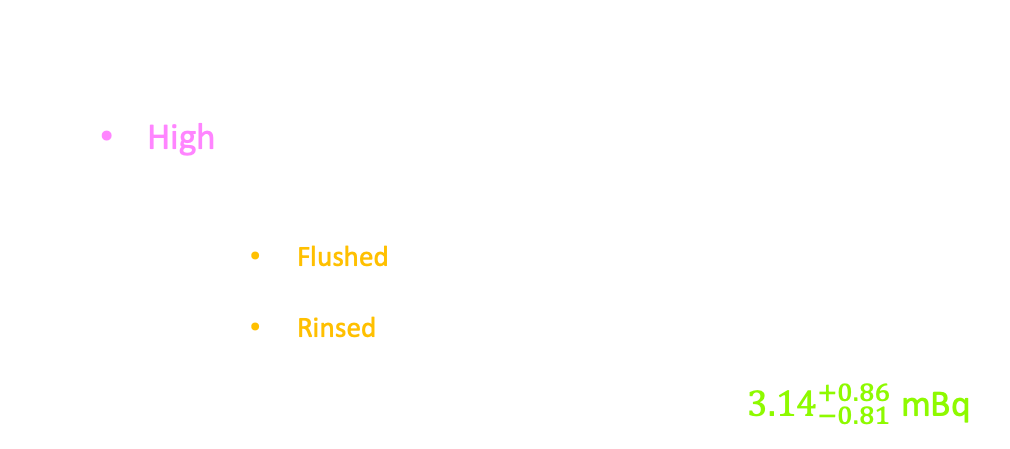 • High
• Flushed
• Rinsed
3.14 +0.86 −0.81 mBq